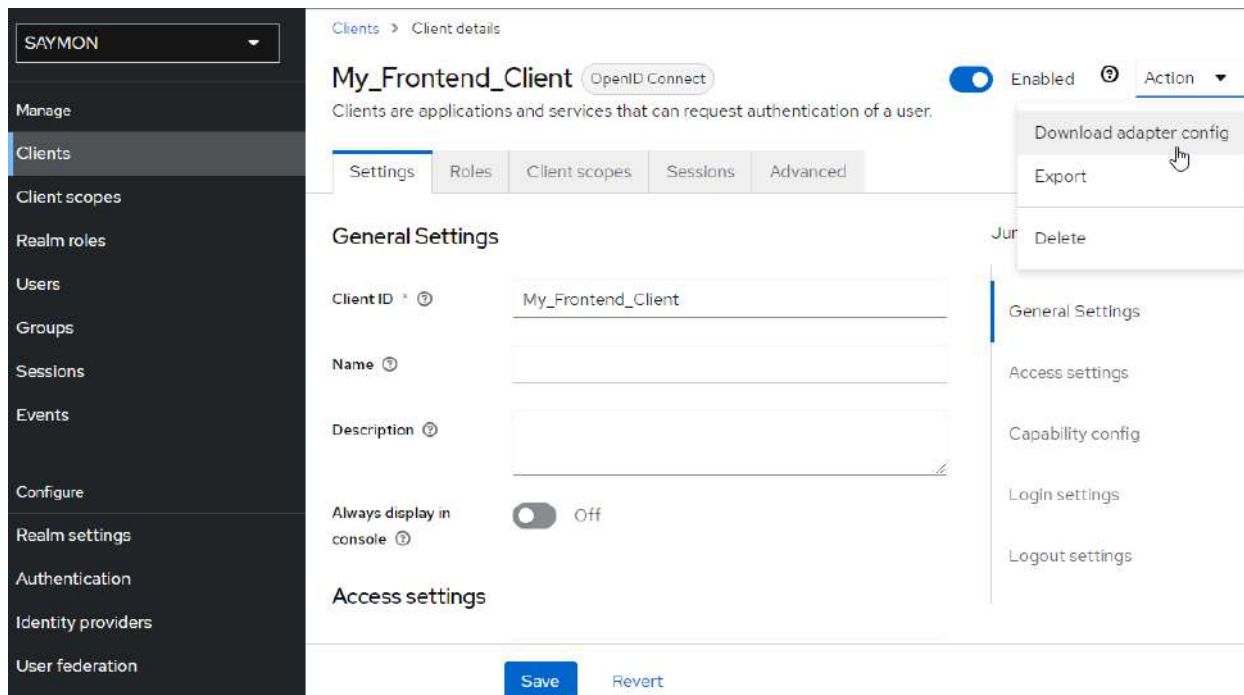 SAYMON
Manage
Clients
Client scopes
Realm roles
Users
Groups
Sessions
Events
Configure
Realm settings
Authentication
Identity providers
User federation
Clients > Client details
My_Frontend_Client OpenID Connect
Enabled
Action
Clients are applications and services that can request authentication of a user.
Download adapter config
Export
Delete
Settings
Roles
Client scopes
Sessions
Advanced
General Settings
Client ID *
My_Frontend_Client
Name
Description
Always display in
console
Off
Access settings
General Settings
Access settings
Capability config
Login settings
Logout settings
Save
Revert